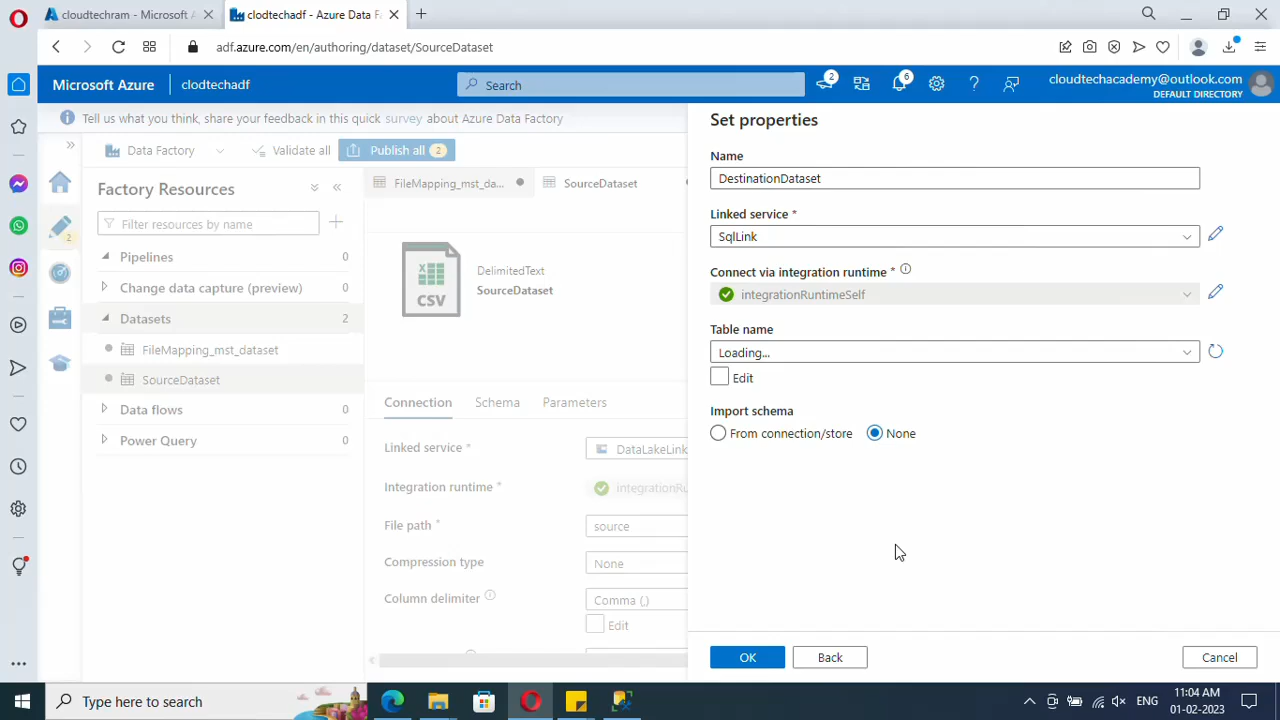 cloudtechram - Microsoft A
clodtechadf - Azure Data Fa
adf.azure.com/en/authoring/dataset/SourceDataset
Microsoft Azure
clodtechadf
Search
2
6
cloudtechacademy@outlook.com
DEFAULT DIRECTORY
Tell us what you think, share your feedback in this quick survey about Azure Data Factory
Data Factory
Validate all
Publish all 2
Factory Resources
Filter resources by name
2
Pipelines 0
Change data capture (preview) 0
Datasets 2
FileMapping_mst_dataset
SourceDataset
Data flows 0
Power Query 0
FileMapping_mst_da...
SourceDataset
CSV
DelimitedText
SourceDataset
Connection
Schema
Parameters
Linked service *
DataLakeLink
Integration runtime *
integrationRu
File path *
source
Compression type
None
Column delimiter
Comma (,)
Edit
Set properties
Name
DestinationDataset
Linked service *
SqlLink
Connect via integration runtime *
integrationRuntimeSelf
Table name
Loading...
Edit
Import schema
From connection/store
None
OK
Back
Cancel
Type here to search
ENG
11:04 AM
01-02-2023